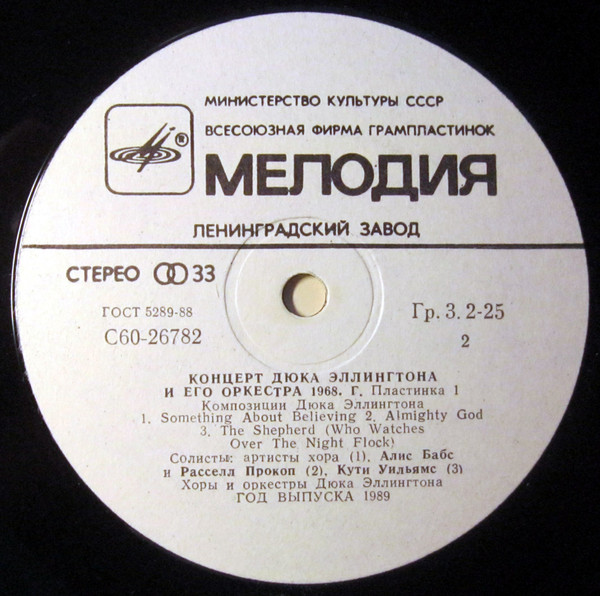 МИНИСТЕРСТВО КУЛЬТУРЫ СССР
ВСЕСОЮЗНАЯ ФИРМА ГРАМПЛАСТИНОК
®
МЕЛОДИЯ
ЛЕНИНГРАДСКИЙ ЗАВОД
СТЕРЕО 33
ГОСТ 5289-88
С60-26782
Гр. 3. 2-25
2
КОНЦЕРТ ДЮКА ЭЛЛИНГТОНА
И ЕГО ОРКЕСТРА 1968. Г. Пластинка 1
Композиции Дюка Эллингтона
1. Something About Believing 2. Almighty God
3. The Shepherd (Who Watches
Over The Night Flock)
Солисты: артисты хора (1). Алис Бабс
и Расселл Прокоп (2). Кути Уильямс (3)
Хоры и оркестры Дюка Эллингтона
ГОД ВЫПУСКА 1989